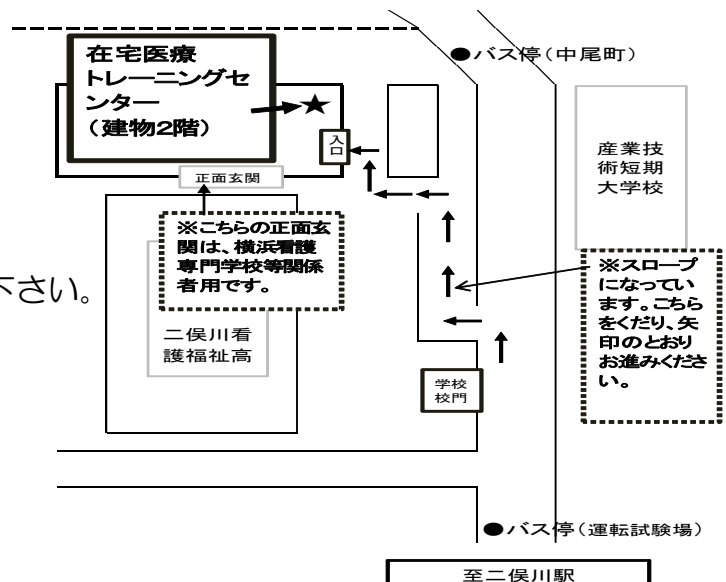 在宅医療
トレーニングセ
ンター
(建物2階)
●バス停(中尾町)
入口
正面玄関
産業技
術短期
大学校
※こちらの正面玄
関は、横浜看護
専門学校等関係
者用です。
下さい。
二俣川看
護福祉高
※スロープ
になってい
ます。こちら
をくだり、矢
印のとおり
お進みくださ
い。
学校
校門
●バス停(運転試験場)
至二俣川駅